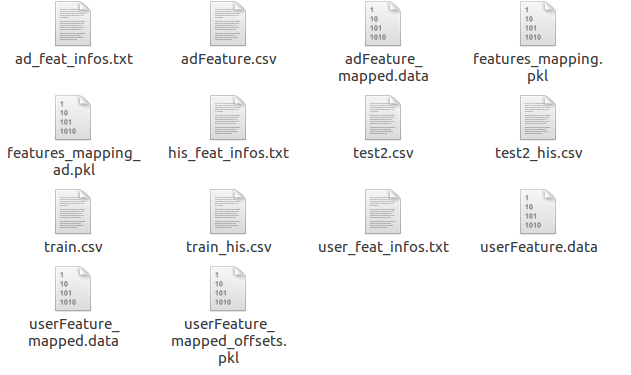 1
10
101
1010
1
10
101
1010
ad_feat_infos.txt
adFeature.csv
adFeature_
mapped.data
features_mapping.
pkl
1
10
101
1010
features_mapping_
ad.pkl
his_feat_infos.txt
test2.csv
test2_his.csv
1
10
101
1010
train.csv
train_his.csv
user_feat_infos.txt
userFeature.data
1
10
101
1010
1
10
101
1010
userFeature_
mapped.data
userFeature_
mapped_offsets.
pkl